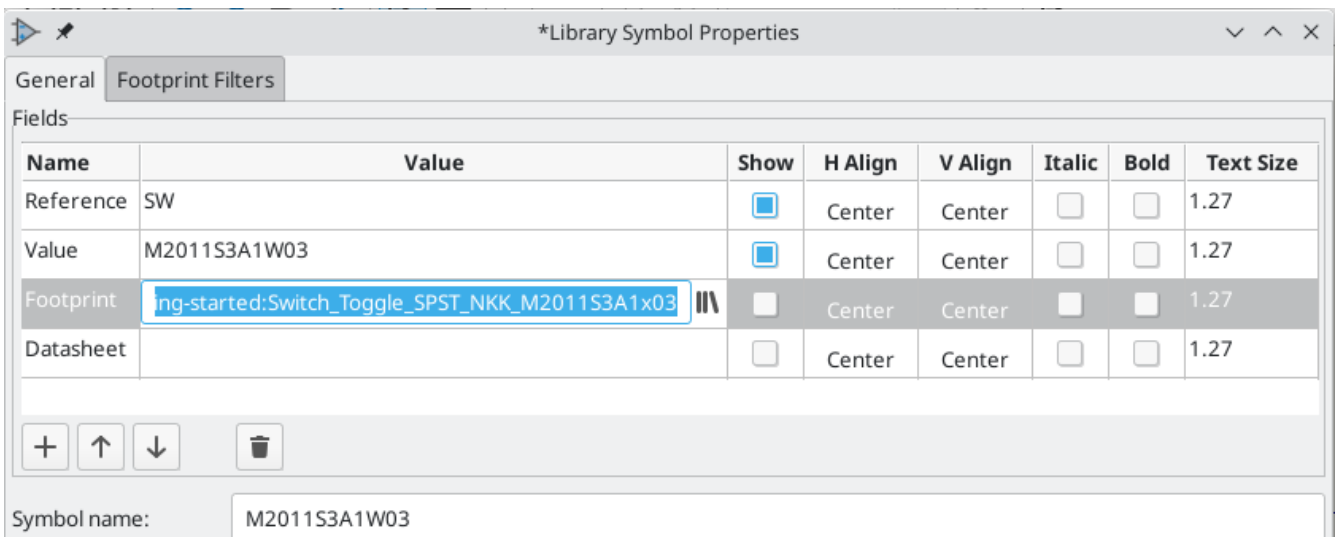 *Library Symbol Properties
General Footprint Filters
Fields
Name Value Show H Align V Align Italic Bold Text Size
Reference SW Center Center 1.27
Value M2011S3A1W03 Center Center 1.27
Footprint ing-started:Switch_Toggle_SPST_NKK_M2011S3A1x03 Center Center 1.27
Datasheet Center Center 1.27
Symbol name: M2011S3A1W03